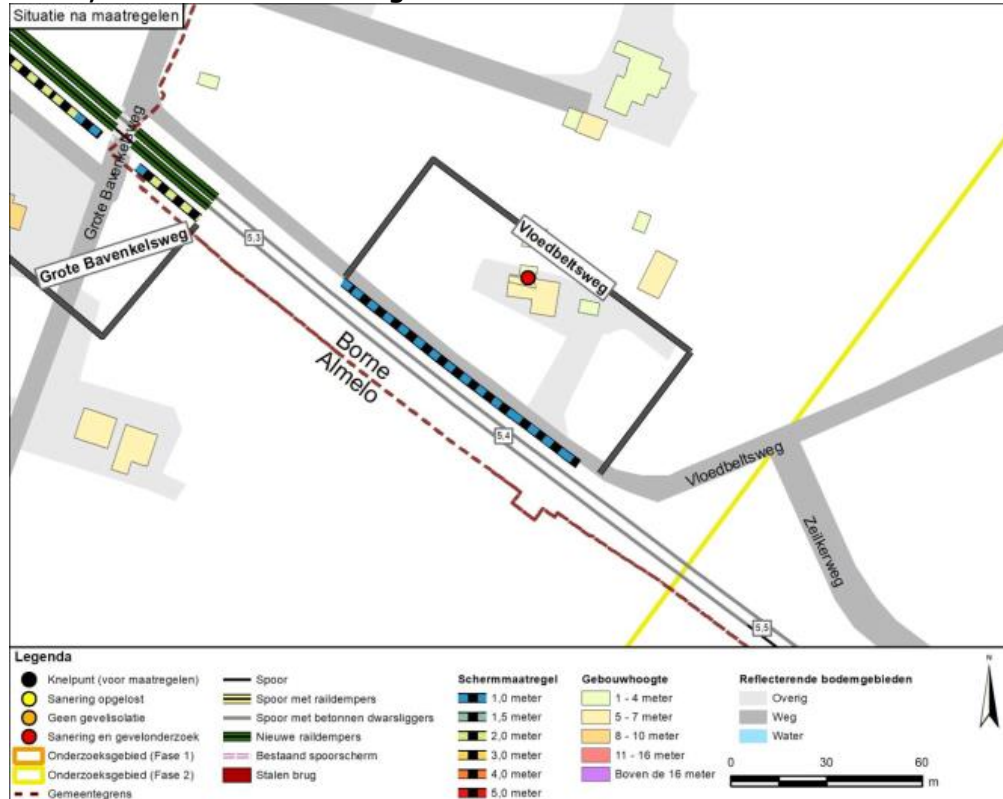 Situatie na maatregelen
Grote Bavenkelsweg
Grote Bavenkelsweg
5,3
Vloedbeltsweg
Borne
Almelo
5,4
Vloedbeltsweg
Zeilkerweg
5,5
Legenda
Knelpunt (voor maatregelen)
Sanering opgelost
Geen gevelisolatie
Sanering en gevelonderzoek
Onderzoeksgebied (Fase 1)
Onderzoeksgebied (Fase 2)
Gemeentegrens
Spoor
Spoor met raildempers
Spoor met betonnen dwarsliggers
Nieuwe raildempers
Bestaand spoorscherm
Stalen brug
Schermmaatregel
1,0 meter
1,5 meter
2,0 meter
3,0 meter
4,0 meter
5,0 meter
Gebouwhoogte
1 - 4 meter
5 - 7 meter
8 - 10 meter
11 - 16 meter
Boven de 16 meter
Reflecterende bodemgebieden
Overig
Weg
Water
N
0 30 60
m